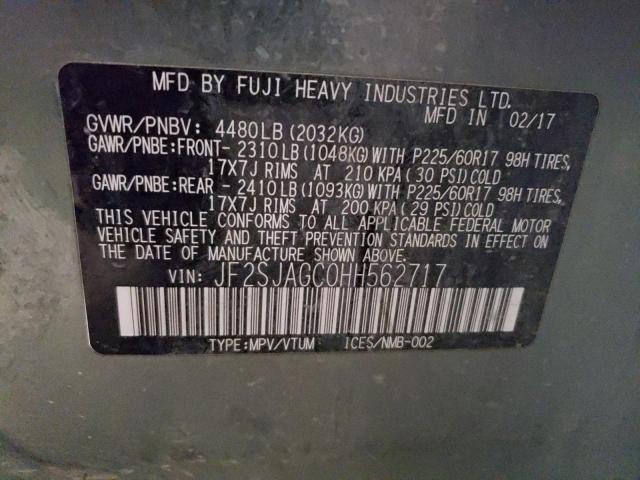 MFD BY FUJI HEAVY INDUSTRIES LTD.
MFD IN 02/17
GVWR/PNBV: 4480LB(2032KG)
GAWR/PNBE:FRONT-2310LB(1048KG)WITH P225/60R17 98H TIRES,
17X7J RIMS AT 210 KPA(30 PSI)COLD
GAWR/PNBE:REAR -2410LB(1093KG)WITH P225/60R17 98H TIRES,
17X7J RIMS AT 200 KPA(29 PSI)COLD
THIS VEHICLE CONFORMS TO ALL APPLICABLE FEDERAL MOTOR
VEHICLE SAFETY AND THEFT PREVENTION STANDARDS IN EFFECT ON
THE DATE OF MANUFACTURE SHOWN ABOVE.
VIN: JF2SJAGC0HH562717
TYPE:MPV/VTUM ICES/NMB-002